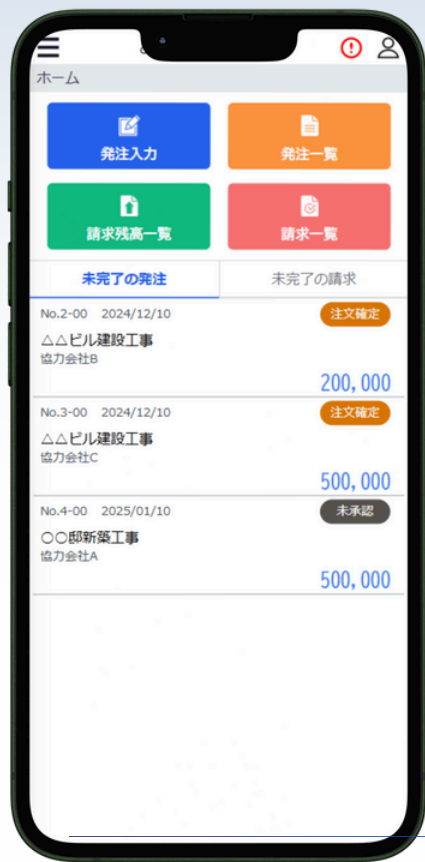 ホーム
発注入力
発注一覧
請求残高一覧
請求一覧
未完了の発注
未完了の請求
No.2-00 2024/12/10 注文確定
△△ビル建設工事
協力会社B
200,000
No.3-00 2024/12/10 注文確定
△△ビル建設工事
協力会社C
500,000
No.4-00 2025/01/10 未承認
〇〇邸新築工事
協力会社A
500,000